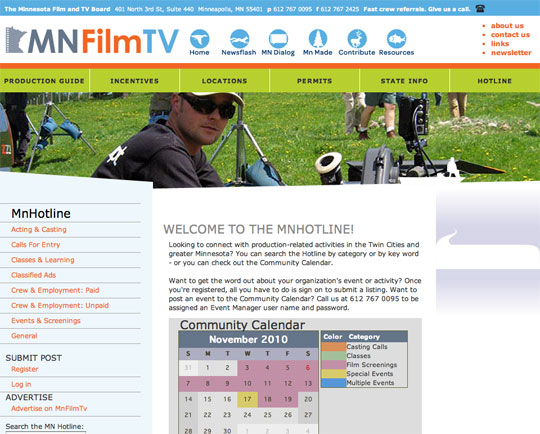 The Minnesota Film and TV Board 401 North 3rd St, Suite 440 Minneapolis, MN 55401 p 612 767 0095 f 612 767 2425 Fast crew referrals. Give us a call.
MNFilmTV
Home Newsflash MN Dialog Mn Made Contribute Resources
• about us
• contact us
• links
• newsletter
PRODUCTION GUIDE INCENTIVES LOCATIONS PERMITS STATE INFO HOTLINE
MnHotline
Acting & Casting
Calls For Entry
Classes & Learning
Classified Ads
Crew & Employment: Paid
Crew & Employment: Unpaid
Events & Screenings
General
SUBMIT POST
Register
Log in
ADVERTISE
Advertise on MnFilmTv
Search the MN Hotline:
WELCOME TO THE MNHOTLINE!
Looking to connect with production-related activities in the Twin Cities and
greater Minnesota? You can search the Hotline by category or by key word
- or you can check out the Community Calendar.
Want to get the word out about your organization's event or activity? Once
you're registered, all you have to do is sign on to submit a listing. Want to
post an event to the Community Calendar? Call us at 612 767 0095 to be
assigned an Event Manager user name and password.
Community Calendar
November 2010
S M T W T F S
31 1 2 3 4 5 6
7 8 9 10 11 12 13
14 15 16 17 18 19 20
21 22 23 24 25 26 27
28 29 30 1 2 3 4
Color Category
Casting Calls
Classes
Film Screenings
Special Events
Multiple Events